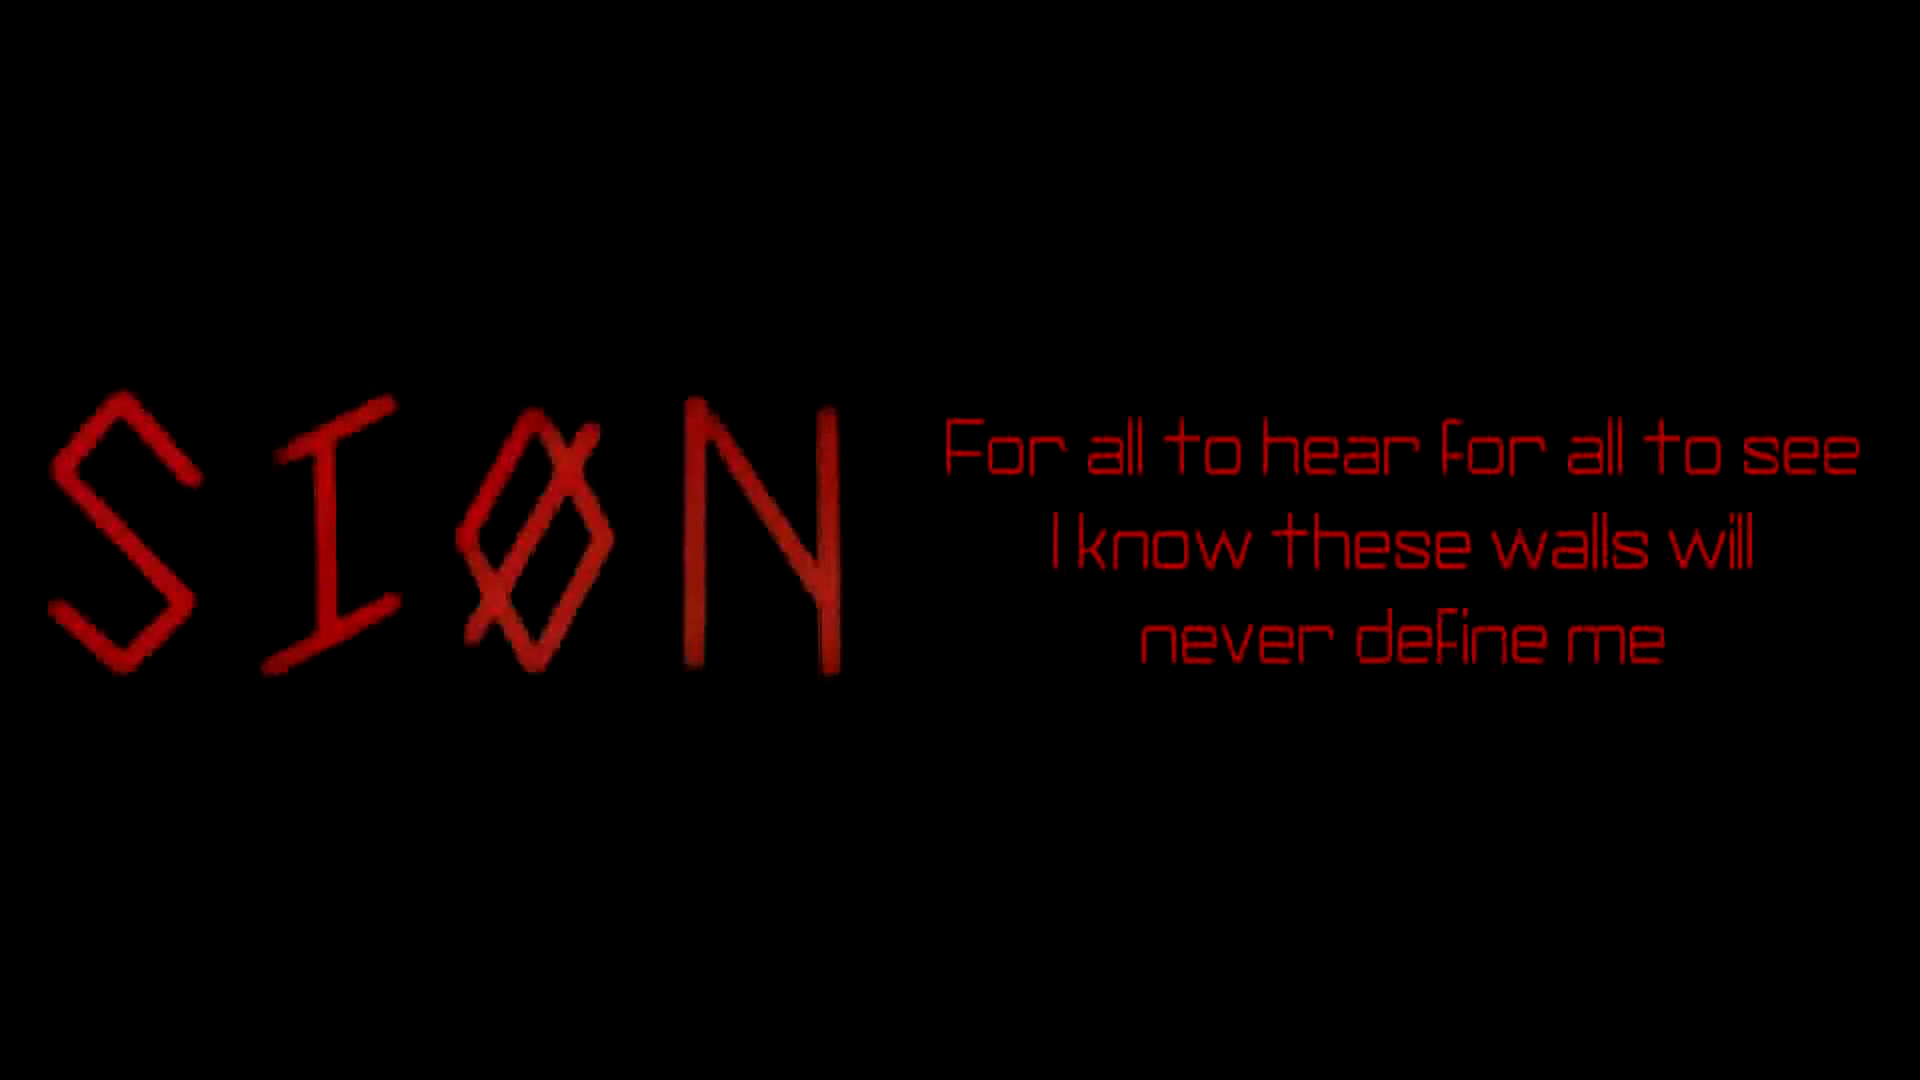 SIØN
For all to hear for all to see
I know these walls will
never define me